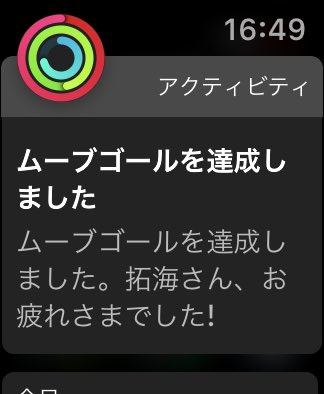 16:49
アクティビティ
ムーブゴールを達成し
ました
ムーブゴールを達成し
ました。拓海さん、お
疲れさまでした!